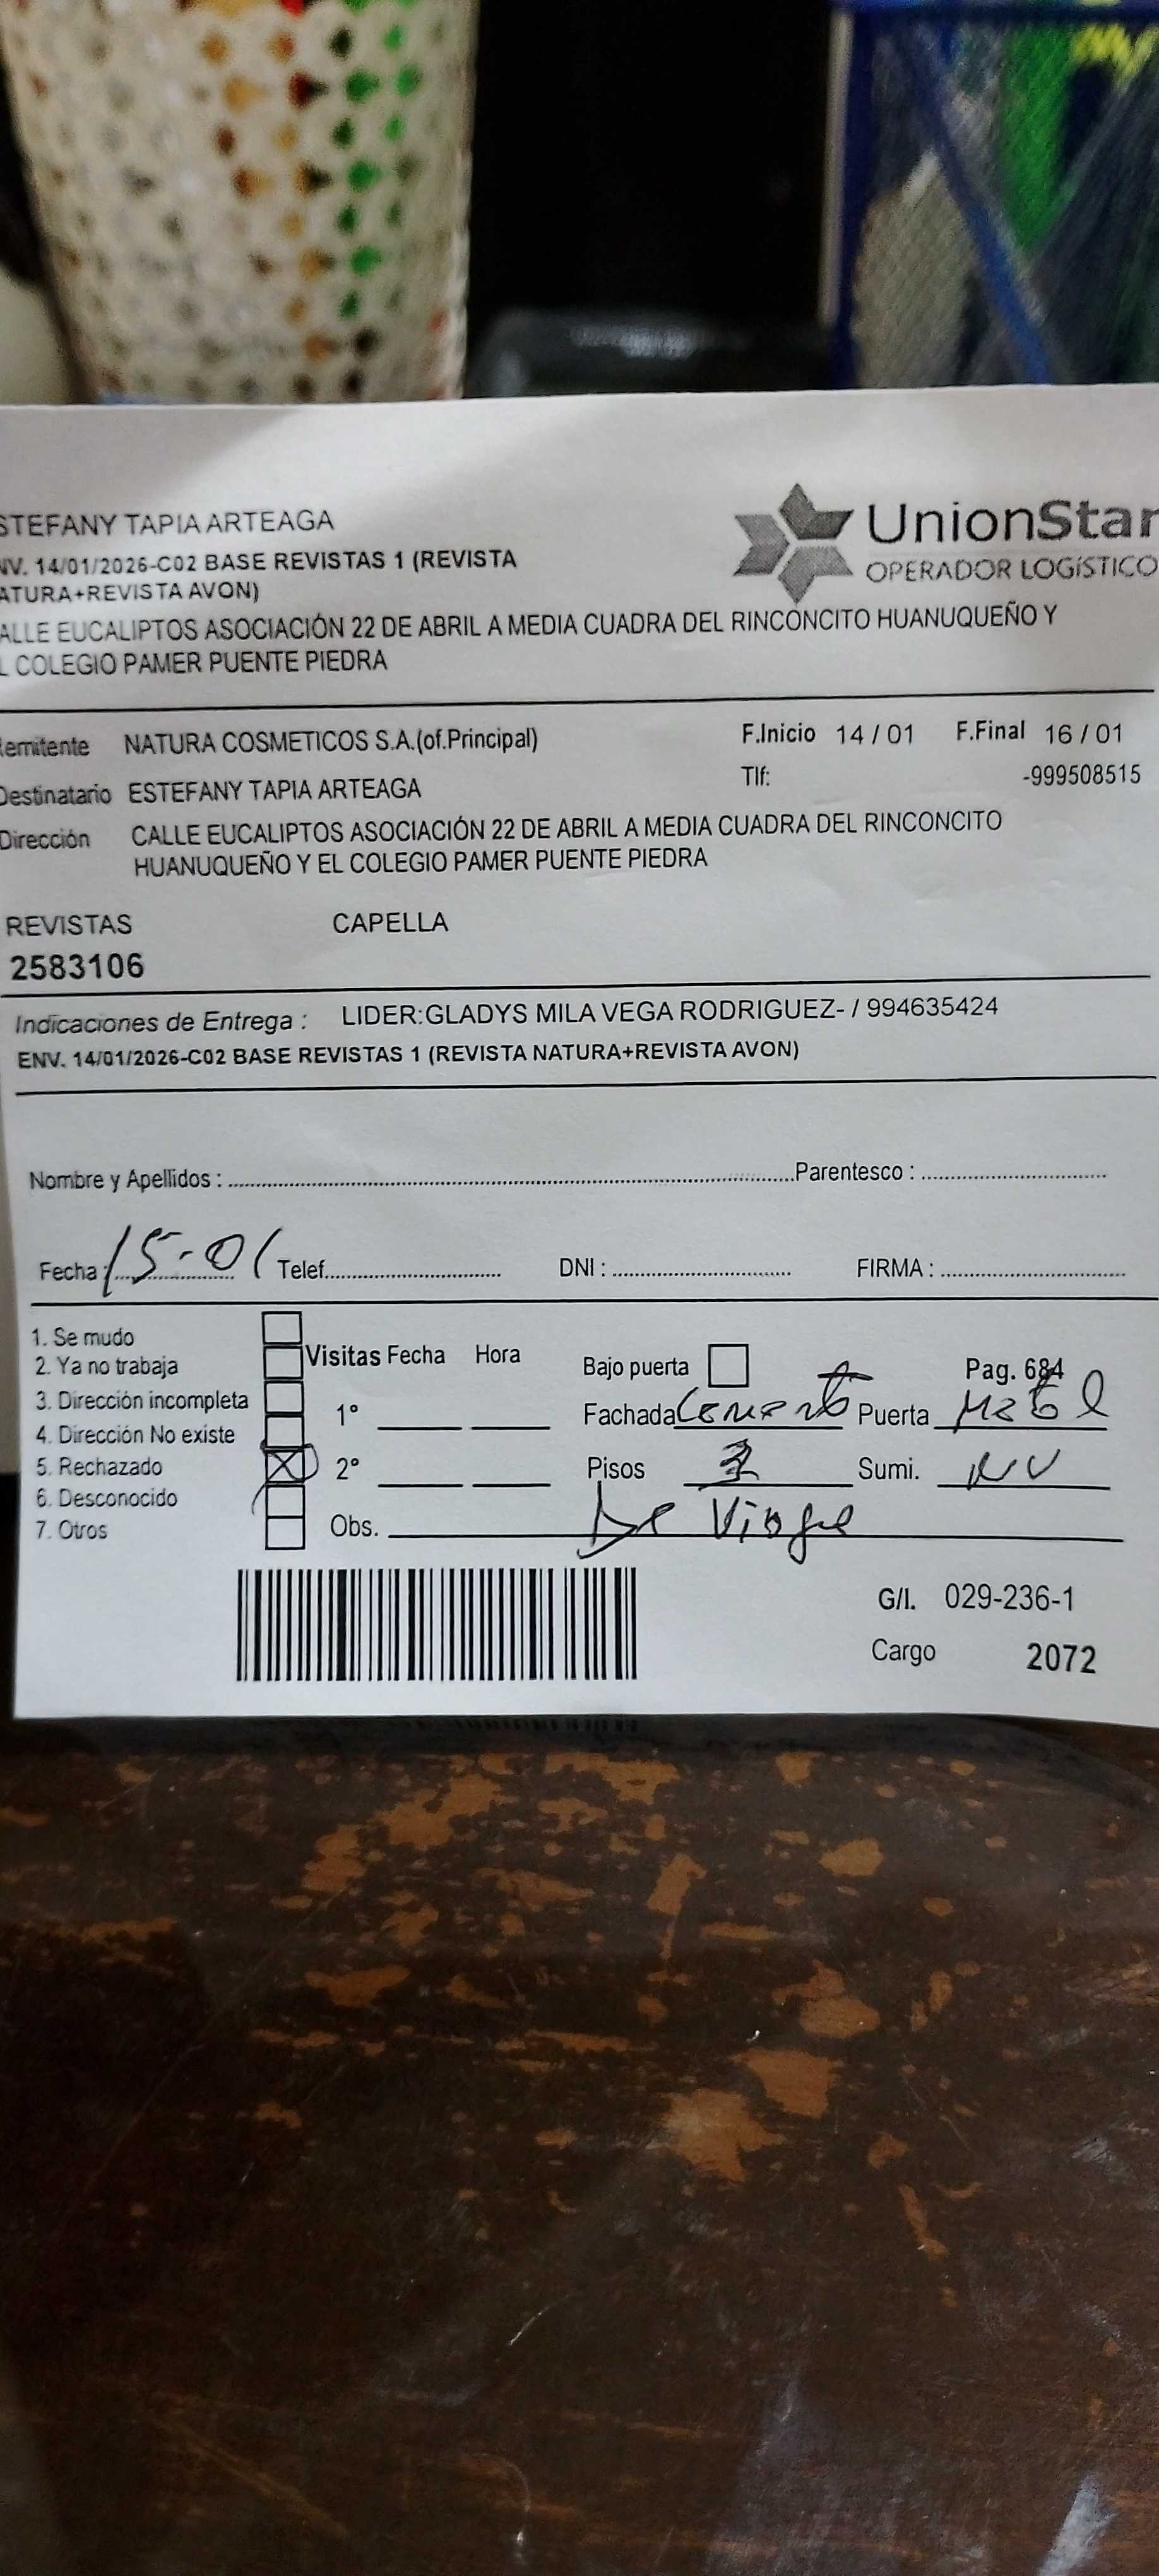 STEFANY TAPIA ARTEAGA
UnionStar
OPERADOR LOGÍSTICO
NV. 14/01/2026-C02 BASE REVISTAS 1 (REVISTA
ATURA+REVISTA AVON)
ALLE EUCALIPTOS ASOCIACIÓN 22 DE ABRIL A MEDIA CUADRA DEL RINCONCITO HUANUQUEÑO Y
L COLEGIO PAMER PUENTE PIEDRA
Remitente NATURA COSMETICOS S.A.(of.Principal) F.Inicio 14 / 01 F.Final 16 / 01
Tlf: -999508515
Destinatario ESTEFANY TAPIA ARTEAGA
Dirección CALLE EUCALIPTOS ASOCIACIÓN 22 DE ABRIL A MEDIA CUADRA DEL RINCONCITO
HUANUQUEÑO Y EL COLEGIO PAMER PUENTE PIEDRA
REVISTAS CAPELLA
2583106
Indicaciones de Entrega : LIDER:GLADYS MILA VEGA RODRIGUEZ- / 994635424
ENV. 14/01/2026-C02 BASE REVISTAS 1 (REVISTA NATURA+REVISTA AVON)
Nombre y Apellidos : Parentesco :
Fecha : 15-01 Telef. DNI : FIRMA :
1. Se mudo
2. Ya no trabaja Visitas Fecha Hora Bajo puerta Pag. 684
3. Dirección incompleta 1° Fachada Cemento Puerta Metal
4. Dirección No existe
5. Rechazado 2° Pisos Sumi. NV
6. Desconocido
7. Otros Obs. De Viaje
G/I. 029-236-1
Cargo 2072